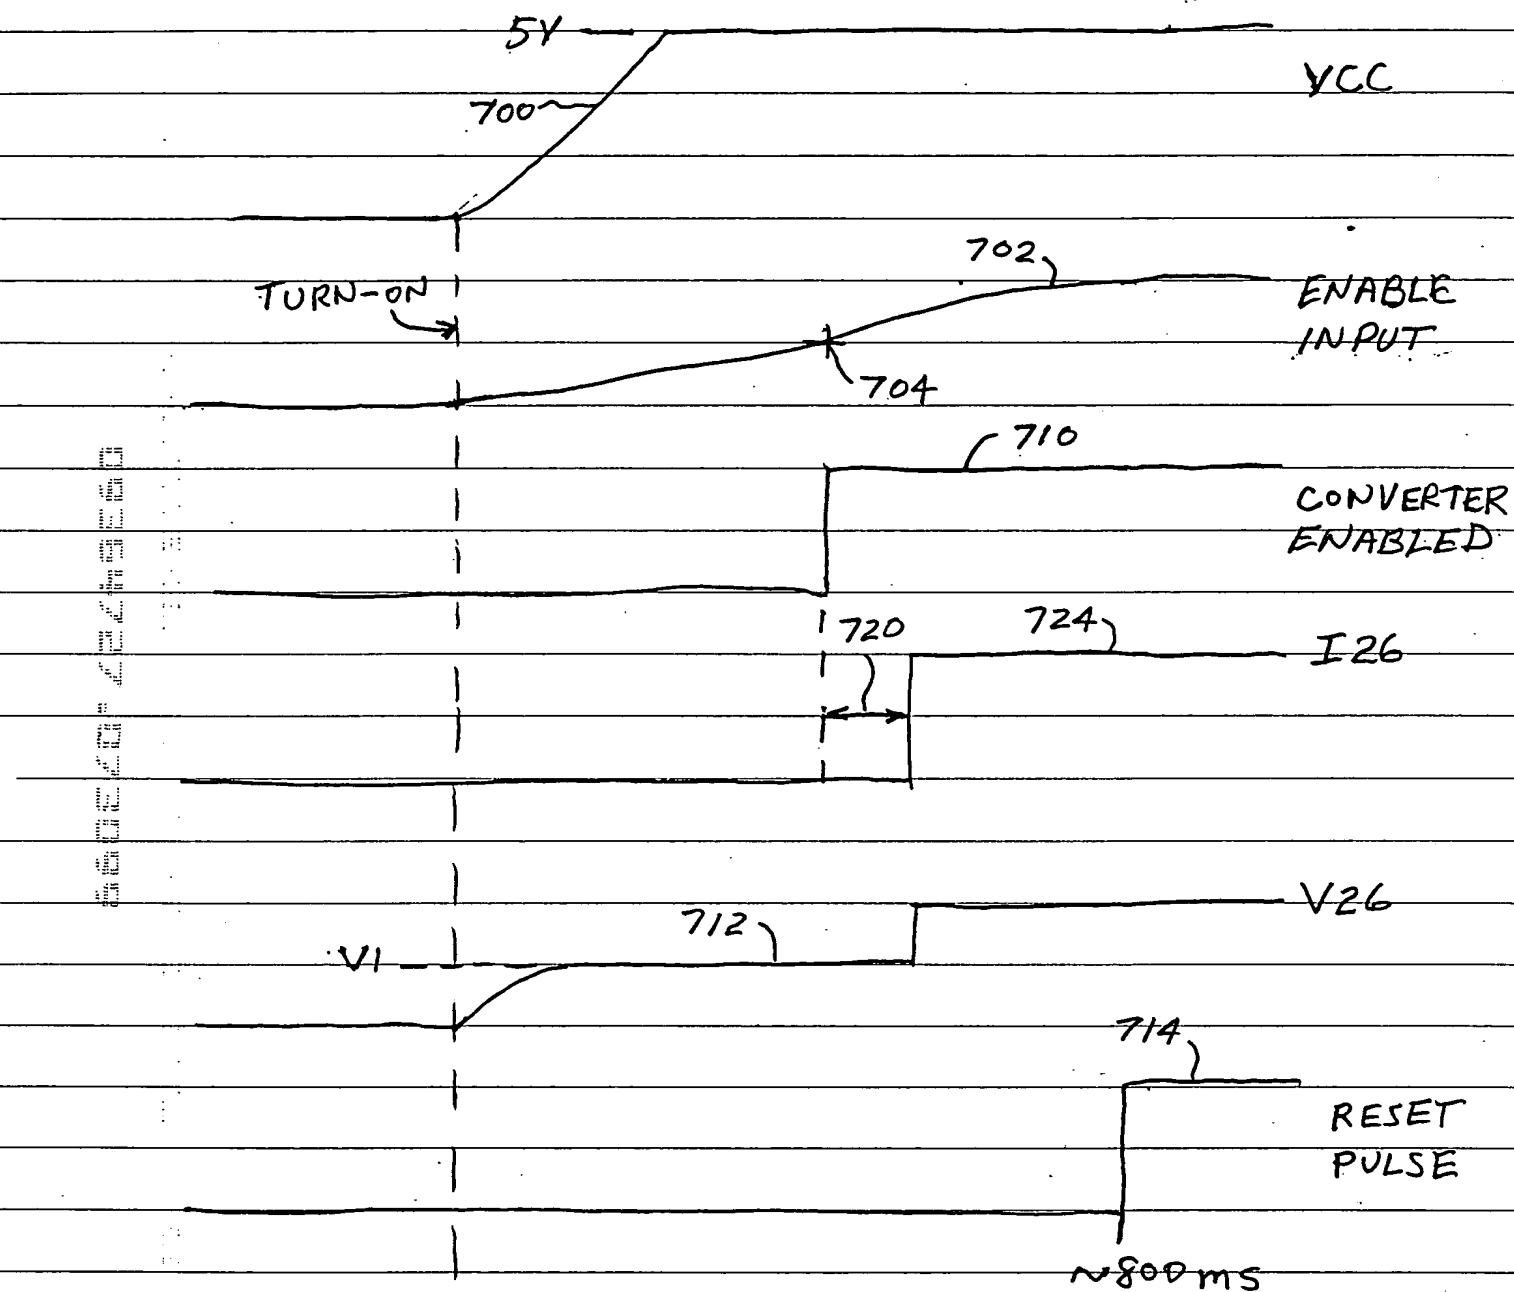 5V
VCC
700
702
TURN-ON
ENABLE
INPUT
704
710
CONVERTER
ENABLED
720
724
I26
V26
712
V1
714
RESET
PULSE
~800ms